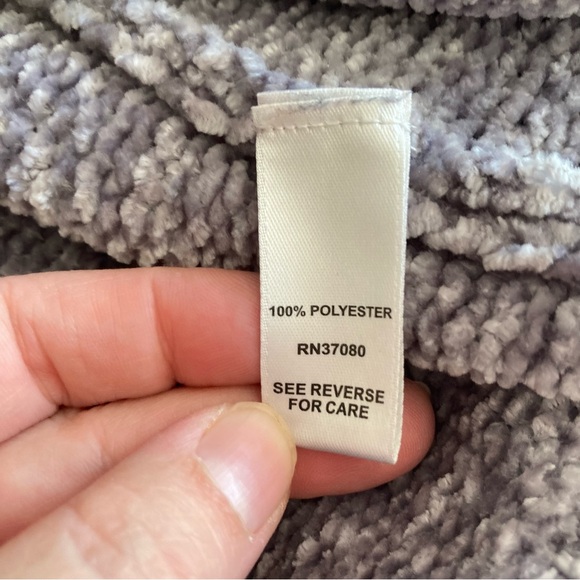 100% POLYESTER
RN37080
SEE REVERSE
FOR CARE